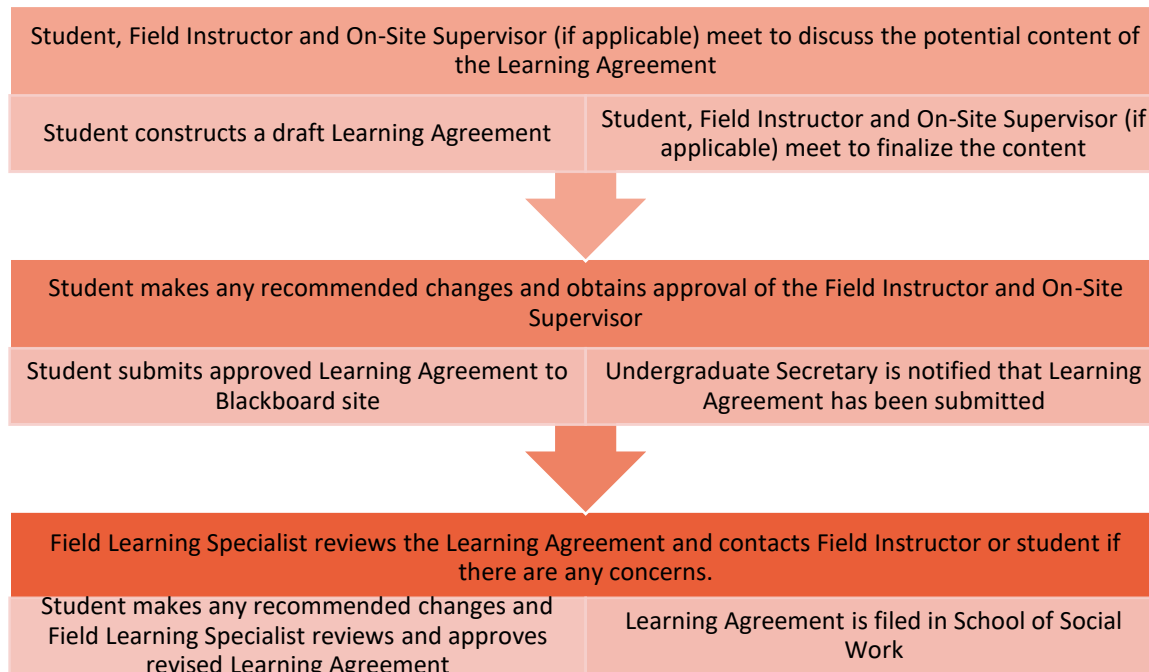 Student, Field Instructor and On-Site Supervisor (if applicable) meet to discuss the potential content of
the Learning Agreement
Student constructs a draft Learning Agreement
Student, Field Instructor and On-Site Supervisor (if
applicable) meet to finalize the content
Student makes any recommended changes and obtains approval of the Field Instructor and On-Site
Supervisor
Student submits approved Learning Agreement to
Blackboard site
Undergraduate Secretary is notified that Learning
Agreement has been submitted
Field Learning Specialist reviews the Learning Agreement and contacts Field Instructor or student if
there are any concerns.
Student makes any recommended changes and
Field Learning Specialist reviews and approves
revised Learning Agreement
Learning Agreement is filed in School of Social
Work